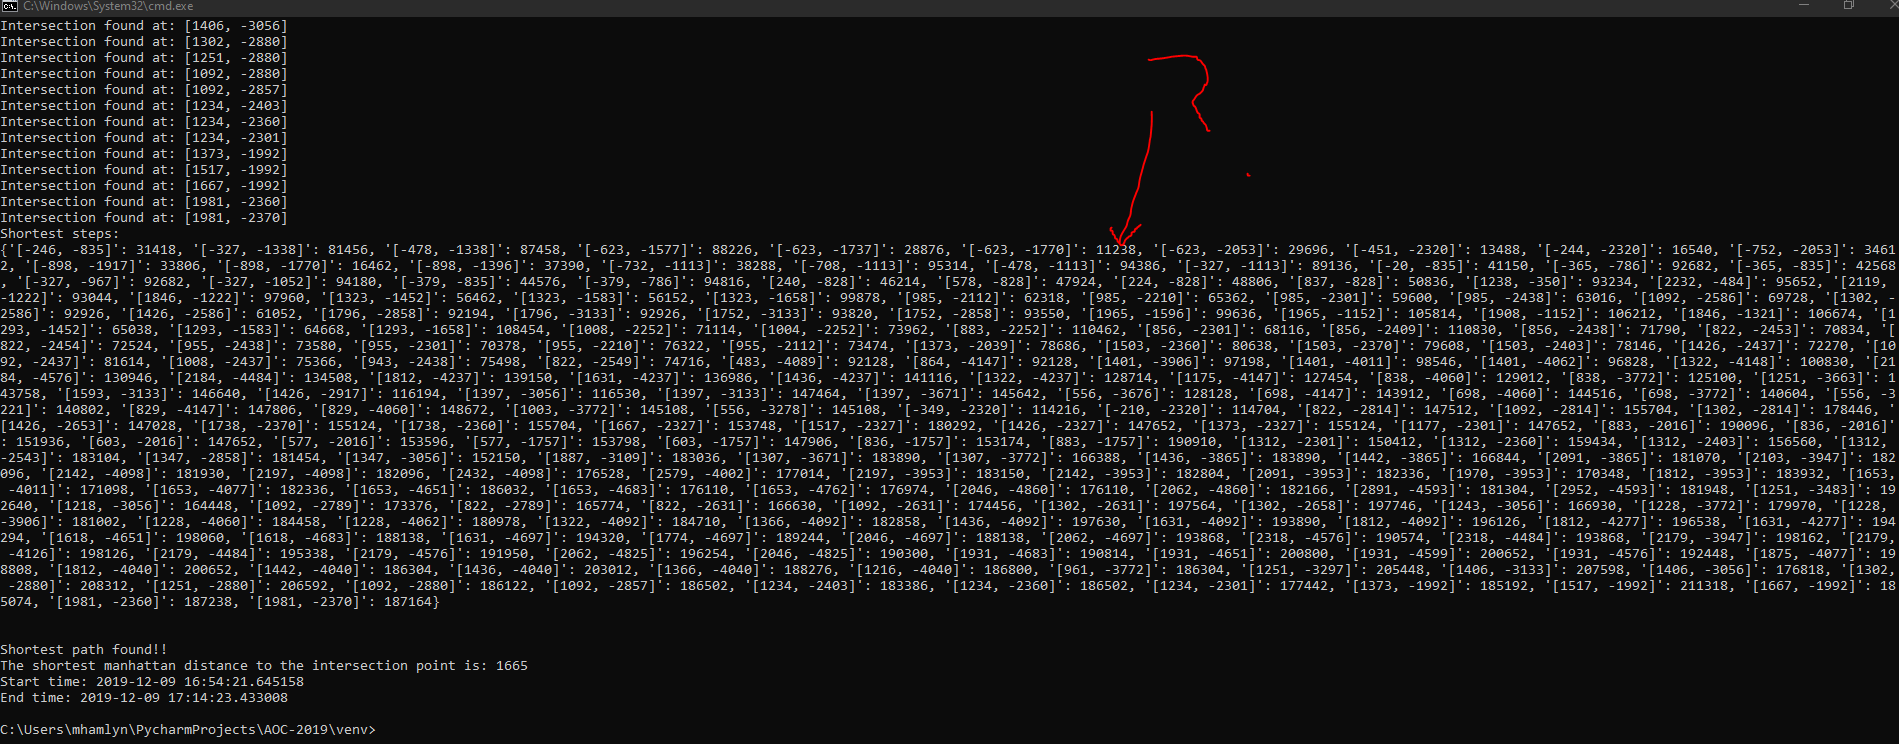 C:\Windows\System32\cmd.exe
Intersection found at: [1406, -3056]
Intersection found at: [1302, -2880]
Intersection found at: [1251, -2880]
Intersection found at: [1092, -2880]
Intersection found at: [1092, -2857]
Intersection found at: [1234, -2403]
Intersection found at: [1234, -2360]
Intersection found at: [1234, -2301]
Intersection found at: [1373, -1992]
Intersection found at: [1517, -1992]
Intersection found at: [1667, -1992]
Intersection found at: [1981, -2360]
Intersection found at: [1981, -2370]
Shortest steps:
{'[-246, -835]': 31418, '[-327, -1338]': 81456, '[-478, -1338]': 87458, '[-623, -1577]': 88226, '[-623, -1737]': 28876, '[-623, -1770]': 11238, '[-623, -2053]': 29696, '[-451, -2320]': 13488, '[-244, -2320]': 16540, '[-752, -2053]': 3461
2, '[-898, -1917]': 33806, '[-898, -1770]': 16462, '[-898, -1396]': 37390, '[-732, -1113]': 38288, '[-708, -1113]': 95314, '[-478, -1113]': 94386, '[-327, -1113]': 89136, '[-20, -835]': 41150, '[-365, -786]': 92682, '[-365, -835]': 42568
, '[-327, -967]': 92682, '[-327, -1052]': 94180, '[-379, -835]': 44576, '[-379, -786]': 94816, '[240, -828]': 46214, '[578, -828]': 47924, '[224, -828]': 48806, '[837, -828]': 50836, '[1238, -350]': 93234, '[2232, -484]': 95652, '[2119,
-1222]': 93044, '[1846, -1222]': 97960, '[1323, -1452]': 56462, '[1323, -1583]': 56152, '[1323, -1658]': 99878, '[985, -2112]': 62318, '[985, -2210]': 65362, '[985, -2301]': 59600, '[985, -2438]': 63016, '[1092, -2586]': 69728, '[1302, -
2586]': 92926, '[1426, -2586]': 61052, '[1796, -2858]': 92194, '[1796, -3133]': 92926, '[1752, -3133]': 93820, '[1752, -2858]': 93550, '[1965, -1596]': 99636, '[1965, -1152]': 105814, '[1908, -1152]': 106212, '[1846, -1321]': 106674, '[1
293, -1452]': 65038, '[1293, -1583]': 64668, '[1293, -1658]': 108454, '[1008, -2252]': 71114, '[1004, -2252]': 73962, '[883, -2252]': 110462, '[856, -2301]': 68116, '[856, -2409]': 110830, '[856, -2438]': 71790, '[822, -2453]': 70834, '[
822, -2454]': 72524, '[955, -2438]': 73580, '[955, -2301]': 70378, '[955, -2210]': 76322, '[955, -2112]': 73474, '[1373, -2039]': 78686, '[1503, -2360]': 80638, '[1503, -2370]': 79608, '[1503, -2403]': 78146, '[1426, -2437]': 72270, '[10
92, -2437]': 81614, '[1008, -2437]': 75366, '[943, -2438]': 75498, '[822, -2549]': 74716, '[483, -4089]': 92128, '[864, -4147]': 92128, '[1401, -3906]': 97198, '[1401, -4011]': 98546, '[1401, -4062]': 96828, '[1322, -4148]': 100830, '[21
84, -4576]': 130946, '[2184, -4484]': 134508, '[1812, -4237]': 139150, '[1631, -4237]': 136986, '[1436, -4237]': 141116, '[1322, -4237]': 128714, '[1175, -4147]': 127454, '[838, -4060]': 129012, '[838, -3772]': 125100, '[1251, -3663]': 1
43758, '[1593, -3133]': 146640, '[1426, -2917]': 116194, '[1397, -3056]': 116530, '[1397, -3133]': 147464, '[1397, -3671]': 145642, '[556, -3676]': 128128, '[698, -4147]': 143912, '[698, -4060]': 144516, '[698, -3772]': 140604, '[556, -3
221]': 140802, '[829, -4147]': 147806, '[829, -4060]': 148672, '[1003, -3772]': 145108, '[556, -3278]': 145108, '[-349, -2320]': 114216, '[-210, -2320]': 114704, '[822, -2814]': 147512, '[1092, -2814]': 155704, '[1302, -2814]': 178446, '
[1426, -2653]': 147028, '[1738, -2370]': 155124, '[1738, -2360]': 155704, '[1667, -2327]': 153748, '[1517, -2327]': 180292, '[1426, -2327]': 147652, '[1373, -2327]': 155124, '[1177, -2301]': 147652, '[883, -2016]': 190096, '[836, -2016]'
: 151936, '[603, -2016]': 147652, '[577, -2016]': 153596, '[577, -1757]': 153798, '[603, -1757]': 147906, '[836, -1757]': 153174, '[883, -1757]': 190910, '[1312, -2301]': 150412, '[1312, -2360]': 159434, '[1312, -2403]': 156560, '[1312,
-2543]': 183104, '[1347, -2858]': 181454, '[1347, -3056]': 152150, '[1887, -3109]': 183036, '[1307, -3671]': 183890, '[1307, -3772]': 166388, '[1436, -3865]': 183890, '[1442, -3865]': 166844, '[2091, -3865]': 181070, '[2103, -3947]': 182
096, '[2142, -4098]': 181930, '[2197, -4098]': 182096, '[2432, -4098]': 176528, '[2579, -4002]': 177014, '[2197, -3953]': 183150, '[2142, -3953]': 182804, '[2091, -3953]': 182336, '[1970, -3953]': 170348, '[1812, -3953]': 183932, '[1653,
-4011]': 171098, '[1653, -4077]': 182336, '[1653, -4651]': 186032, '[1653, -4683]': 176110, '[1653, -4762]': 176974, '[2046, -4860]': 176110, '[2062, -4860]': 182166, '[2891, -4593]': 181304, '[2952, -4593]': 181948, '[1251, -3483]': 19
2640, '[1218, -3056]': 164448, '[1092, -2789]': 173376, '[822, -2789]': 165774, '[822, -2631]': 166630, '[1092, -2631]': 174456, '[1302, -2631]': 197564, '[1302, -2658]': 197746, '[1243, -3056]': 166930, '[1228, -3772]': 179970, '[1228,
-3906]': 181002, '[1228, -4060]': 184458, '[1228, -4062]': 180978, '[1322, -4092]': 184710, '[1366, -4092]': 182858, '[1436, -4092]': 197630, '[1631, -4092]': 193890, '[1812, -4092]': 196126, '[1812, -4277]': 196538, '[1631, -4277]': 194
294, '[1618, -4651]': 198060, '[1618, -4683]': 188138, '[1631, -4697]': 194320, '[1774, -4697]': 189244, '[2046, -4697]': 188138, '[2062, -4697]': 193868, '[2318, -4576]': 190574, '[2318, -4484]': 193868, '[2179, -3947]': 198162, '[2179,
-4126]': 198126, '[2179, -4484]': 195338, '[2179, -4576]': 191950, '[2062, -4825]': 196254, '[2046, -4825]': 190300, '[1931, -4683]': 190814, '[1931, -4651]': 200800, '[1931, -4599]': 200652, '[1931, -4576]': 192448, '[1875, -4077]': 19
8808, '[1812, -4040]': 200652, '[1442, -4040]': 186304, '[1436, -4040]': 203012, '[1366, -4040]': 188276, '[1216, -4040]': 186800, '[961, -3772]': 186304, '[1251, -3297]': 205448, '[1406, -3133]': 207598, '[1406, -3056]': 176818, '[1302,
-2880]': 208312, '[1251, -2880]': 206592, '[1092, -2880]': 186122, '[1092, -2857]': 186502, '[1234, -2403]': 183386, '[1234, -2360]': 186502, '[1234, -2301]': 177442, '[1373, -1992]': 185192, '[1517, -1992]': 211318, '[1667, -1992]': 18
5074, '[1981, -2360]': 187238, '[1981, -2370]': 187164}
Shortest path found!!
The shortest manhattan distance to the intersection point is: 1665
Start time: 2019-12-09 16:54:21.645158
End time: 2019-12-09 17:14:23.433008
C:\Users\mhamlyn\PycharmProjects\AOC-2019\venv>